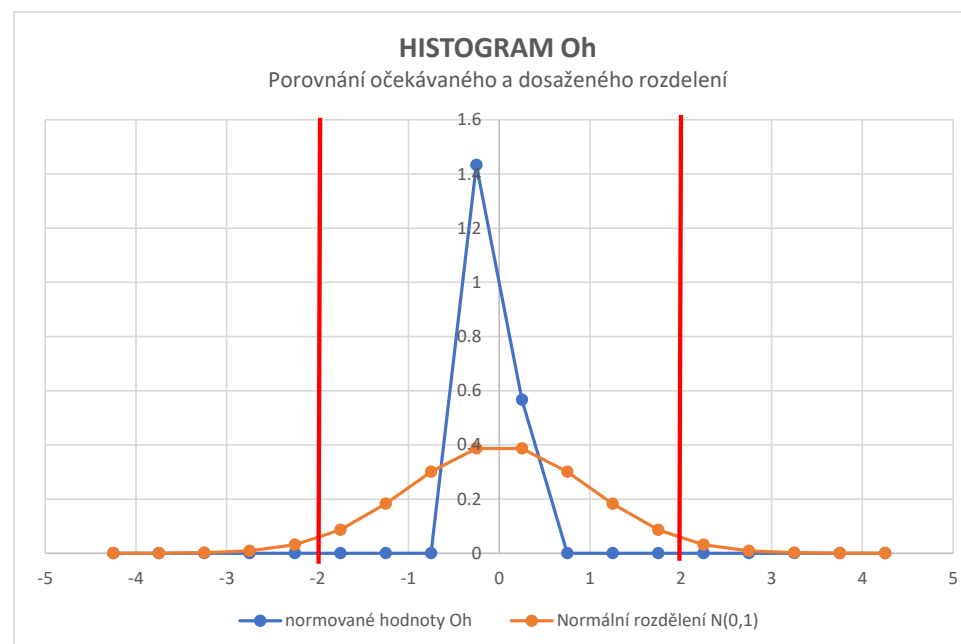 HISTOGRAM Oh
Porovnání očekávaného a dosaženého rozdelení
1.6
1.4
1.2
1
0.8
0.6
0.4
0.2
0
-5 -4 -3 -2 -1 0 1 2 3 4 5
normované hodnoty Oh Normální rozdělení N(0,1)